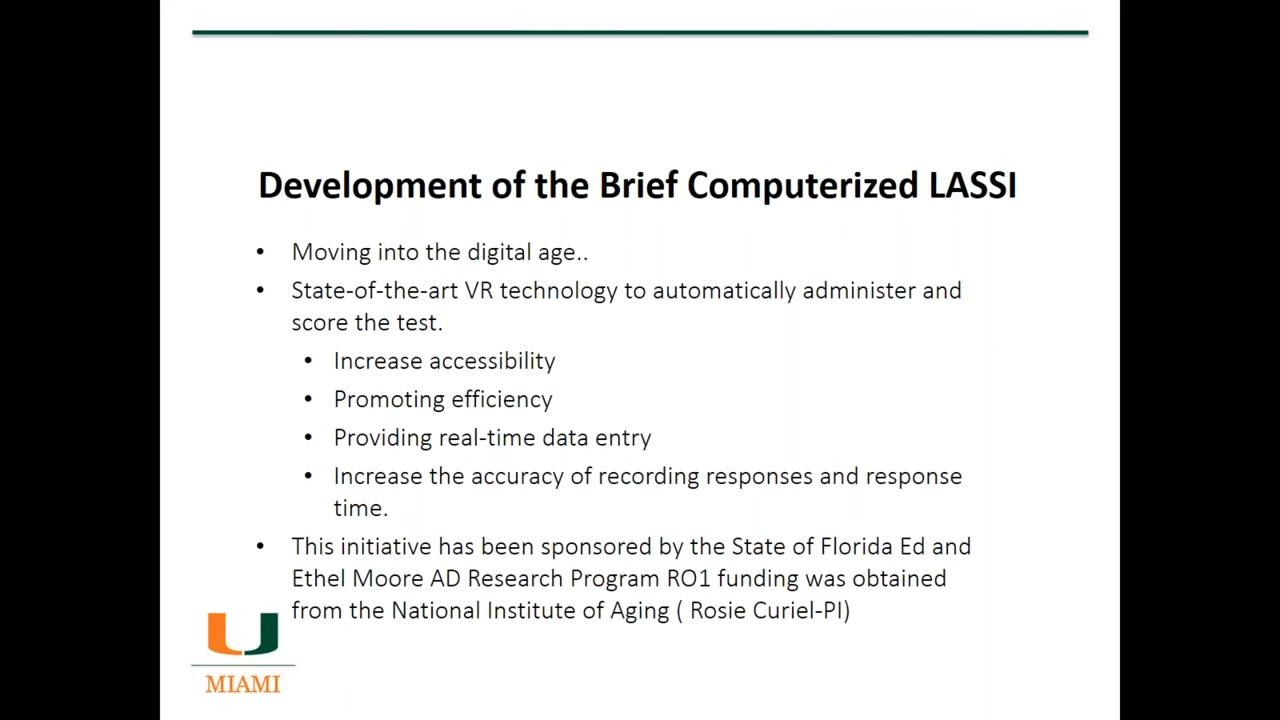 Development of the Brief Computerized LASSI
• Moving into the digital age..
• State-of-the-art VR technology to automatically administer and
score the test.
• Increase accessibility
• Promoting efficiency
• Providing real-time data entry
• Increase the accuracy of recording responses and response
time.
• This initiative has been sponsored by the State of Florida Ed and
Ethel Moore AD Research Program RO1 funding was obtained
from the National Institute of Aging ( Rosie Curiel-PI)
U
MIAMI